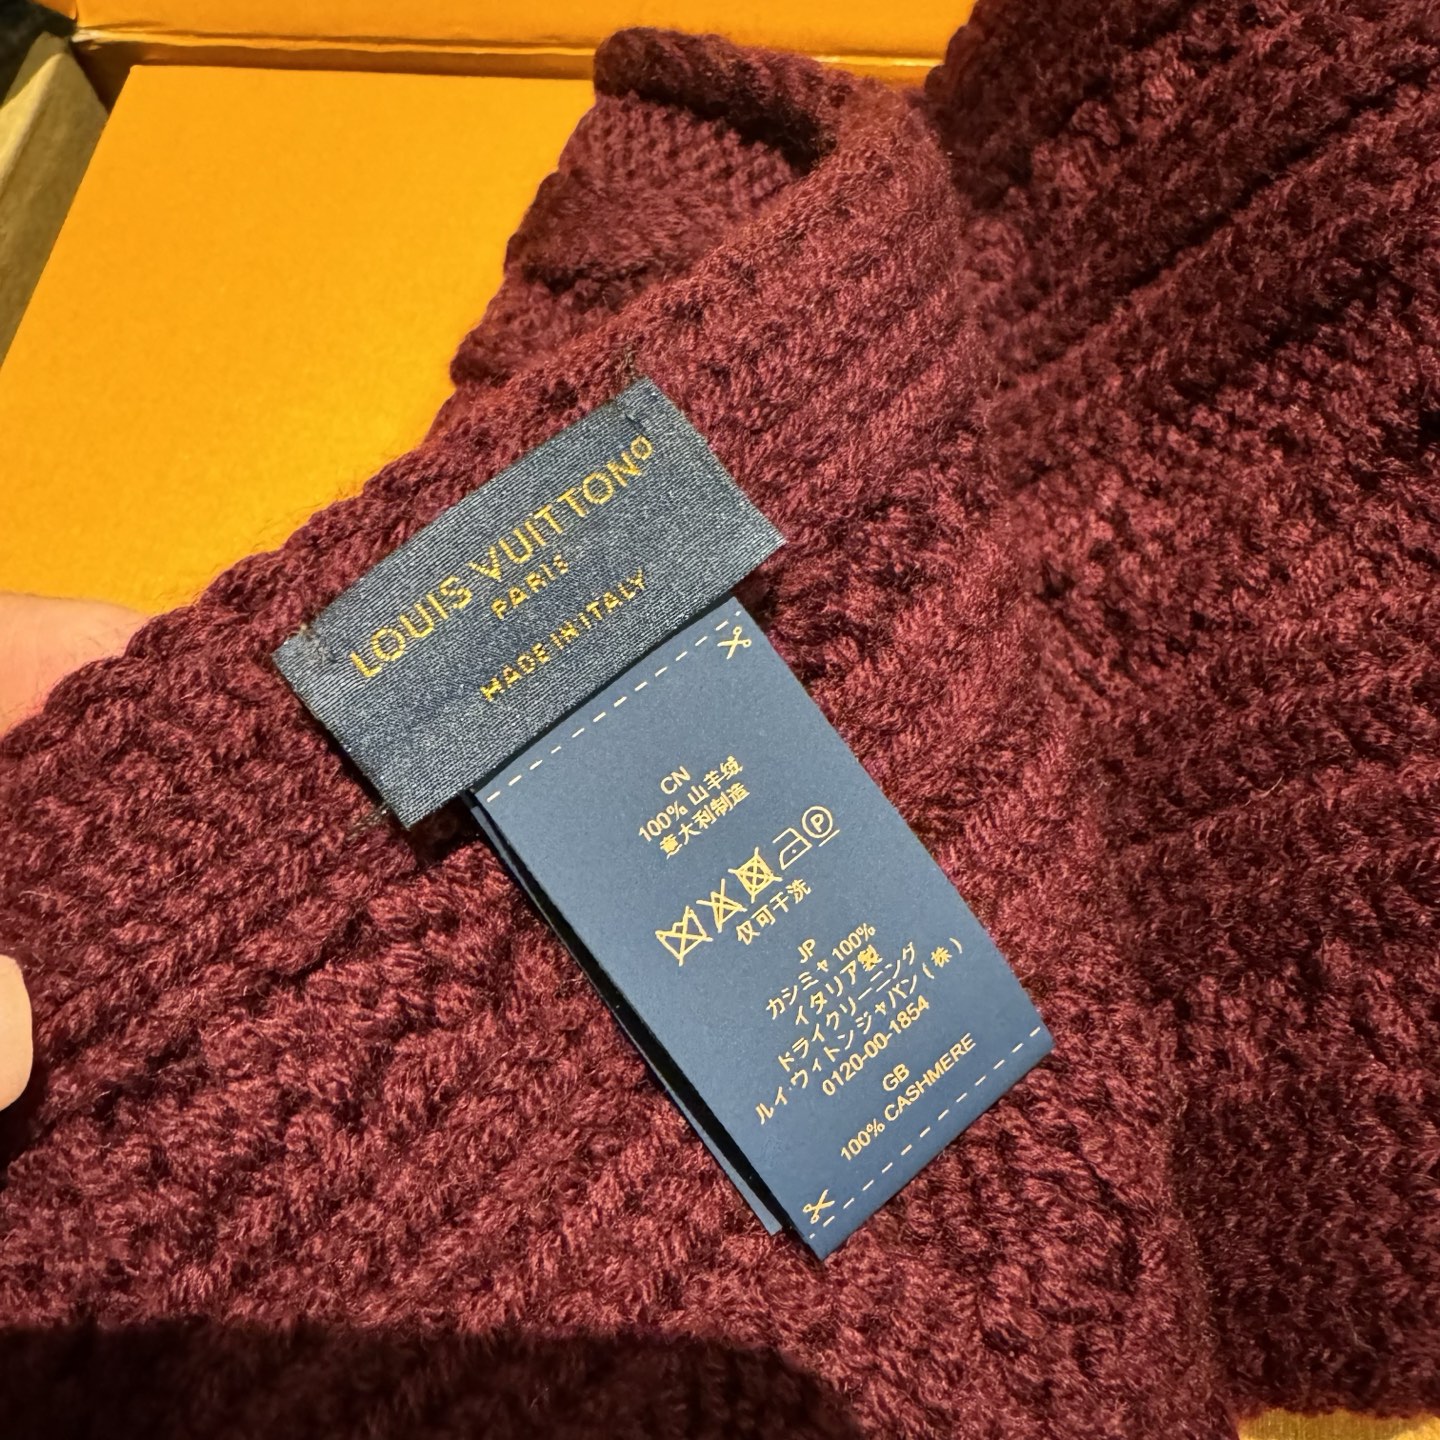 LOUIS VUITTON®
PARIS
MADE IN ITALY
CN
100% 山羊绒
意大利制造
P
仅可干洗
JP
カシミヤ 100%
イタリア製
ドライクリーニング
ルイ・ヴィトン ジャパン (株)
0120-00-1854
GB
100% CASHMERE